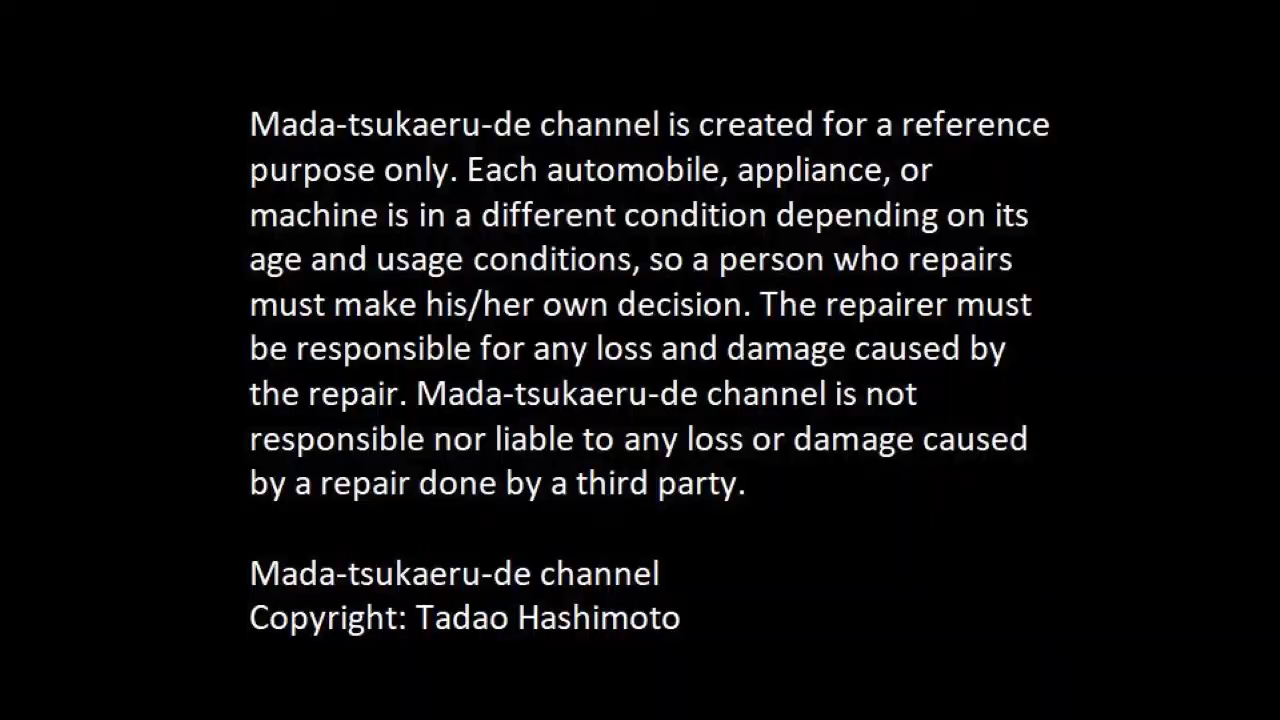 Mada-tsukaeru-de channel is created for a reference
purpose only. Each automobile, appliance, or
machine is in a different condition depending on its
age and usage conditions, so a person who repairs
must make his/her own decision. The repairer must
be responsible for any loss and damage caused by
the repair. Mada-tsukaeru-de channel is not
responsible nor liable to any loss or damage caused
by a repair done by a third party.
Mada-tsukaeru-de channel
Copyright: Tadao Hashimoto